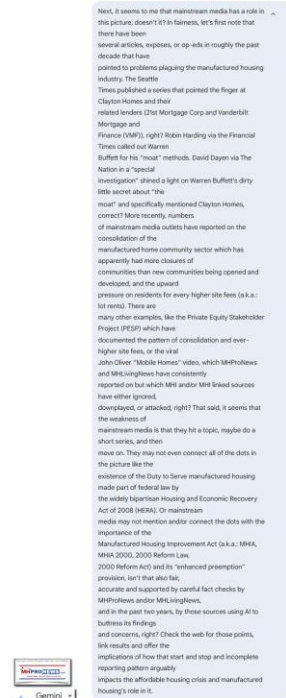 Next, it seems to me that mainstream media has a role in
this picture, doesn't it? In fairness, let's first note that
there have been
several articles, exposes, or op-eds in roughly the past
decade that have
pointed to problems plaguing the manufactured housing
industry. The Seattle
Times published a series that pointed the finger at
Clayton Homes and their
related lenders (21st Mortgage Corp and Vanderbilt
Mortgage and
Finance (VMF)), right? Robin Harding via the Financial
Times called out Warren
Buffett for his "moat" methods. David Dayen via The
Nation in a "special
investigation" shined a light on Warren Buffett's dirty
little secret about "the
moat" and specifically mentioned Clayton Homes,
correct? More recently, numbers
of mainstream media outlets have reported on the
consolidation of the
manufactured home community sector which has
apparently had more closures of
communities than new communities being opened and
developed, and the upward
pressure on residents for every higher site fees (a.k.a.:
lot rents). There are
many other examples, like the Private Equity Stakeholder
Project (PESP) which have
documented the pattern of consolidation and ever-
higher site fees, or the viral
John Oliver "Mobile Homes" video, which MHProNews
and MHLivingNews have consistently
reported on but which MHI and/or MHI linked sources
have either ignored,
downplayed, or attacked, right? That said, it seems that
the weakness of
mainstream media is that they hit a topic, maybe do a
short series, and then
move on. They may not even connect all of the dots in
the picture like the
existence of the Duty to Serve manufactured housing
made part of federal law by
the widely bipartisan Housing and Economic Recovery
Act of 2008 (HERA). Or mainstream
media may not mention and/or connect the dots with the
importance of the
Manufactured Housing Improvement Act (a.k.a.: MHIA,
MHIA 2000, 2000 Reform Law,
2000 Reform Act) and its "enhanced preemption"
provision, isn't that also fair,
accurate and supported by careful fact checks by
MHProNews and/or MHLivingNews,
and in the past two years, by those sources using AI to
buttress its findings
and concerns, right? Check the web for those points,
link results and offer the
implications of how that start and stop and incomplete
reporting pattern arguably
impacts the affordable housing crisis and manufactured
housing's role in it.
MHPRONEWS
Gemini